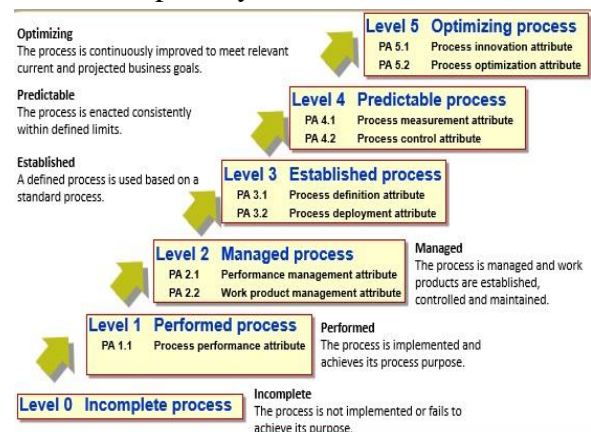 Level 5 Optimizing process
PA 5.1 Process innovation attribute
PA 5.2 Process optimization attribute
Optimizing
The process is continuously improved to meet relevant
current and projected business goals.
Level 4 Predictable process
PA 4.1 Process measurement attribute
PA 4.2 Process control attribute
Predictable
The process is enacted consistently
within defined limits.
Level 3 Established process
PA 3.1 Process definition attribute
PA 3.2 Process deployment attribute
Established
A defined process is used based on a
standard process.
Level 2 Managed process
PA 2.1 Performance management attribute
PA 2.2 Work product management attribute
Managed
The process is managed and work
products are established,
controlled and maintained.
Level 1 Performed process
PA 1.1 Process performance attribute
Performed
The process is implemented and
achieves its process purpose.
Level 0 Incomplete process
Incomplete
The process is not implemented or fails to
achieve its purpose.